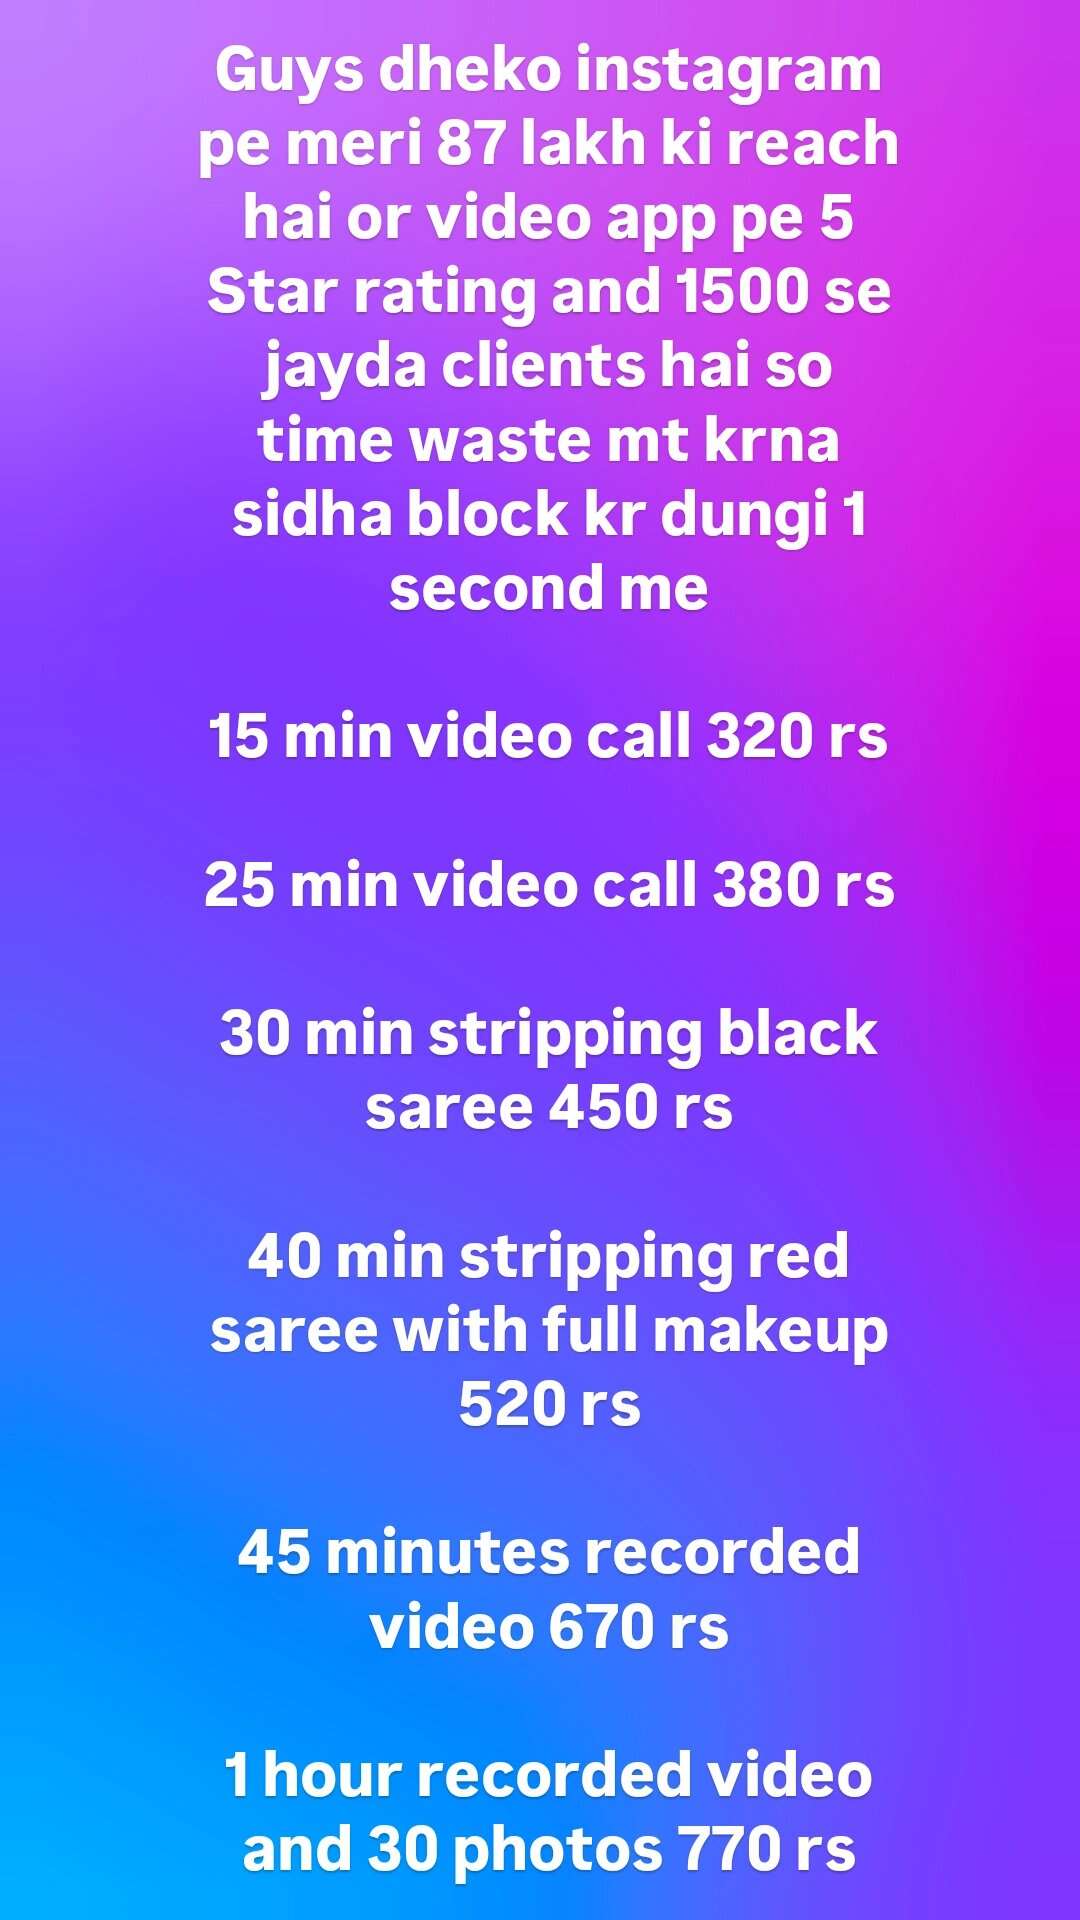 Guys dheko instagram
pe meri 87 lakh ki reach
hai or video app pe 5
Star rating and 1500 se
jayda clients hai so
time waste mt krna
sidha block kr dungi 1
second me
15 min video call 320 rs
25 min video call 380 rs
30 min stripping black
saree 450 rs
40 min stripping red
saree with full makeup
520 rs
45 minutes recorded
video 670 rs
1 hour recorded video
and 30 photos 770 rs